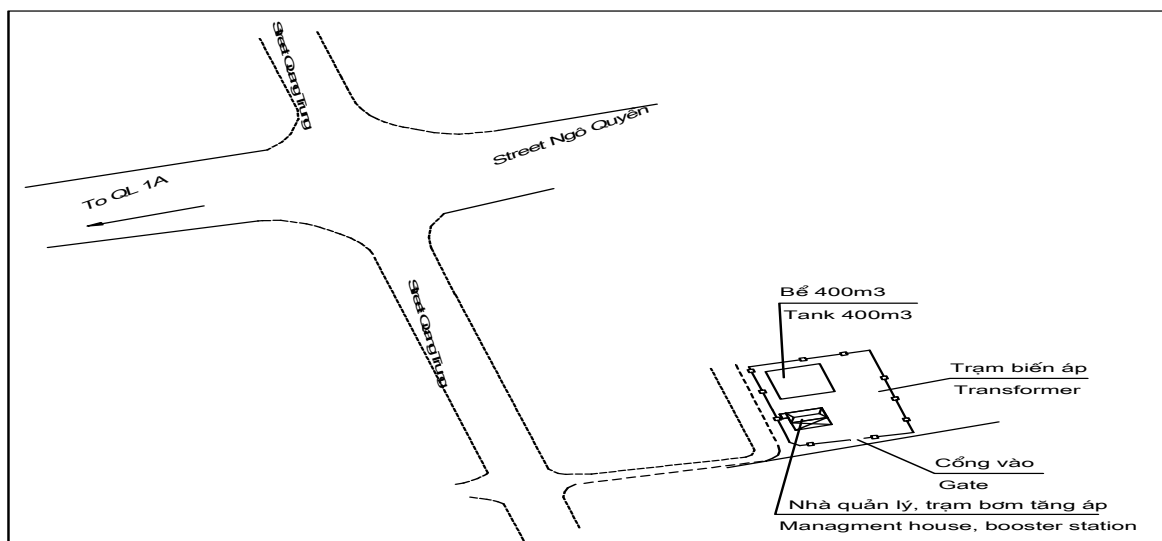 Street Quang Trung
Street Ngô Quyên
To QL 1A
Street Quang Trung
Bể 400m3
Tank 400m3
Trạm biến áp
Transformer
Cổng vào
Gate
Nhà quản lý, trạm bơm tăng áp
Managment house, booster station